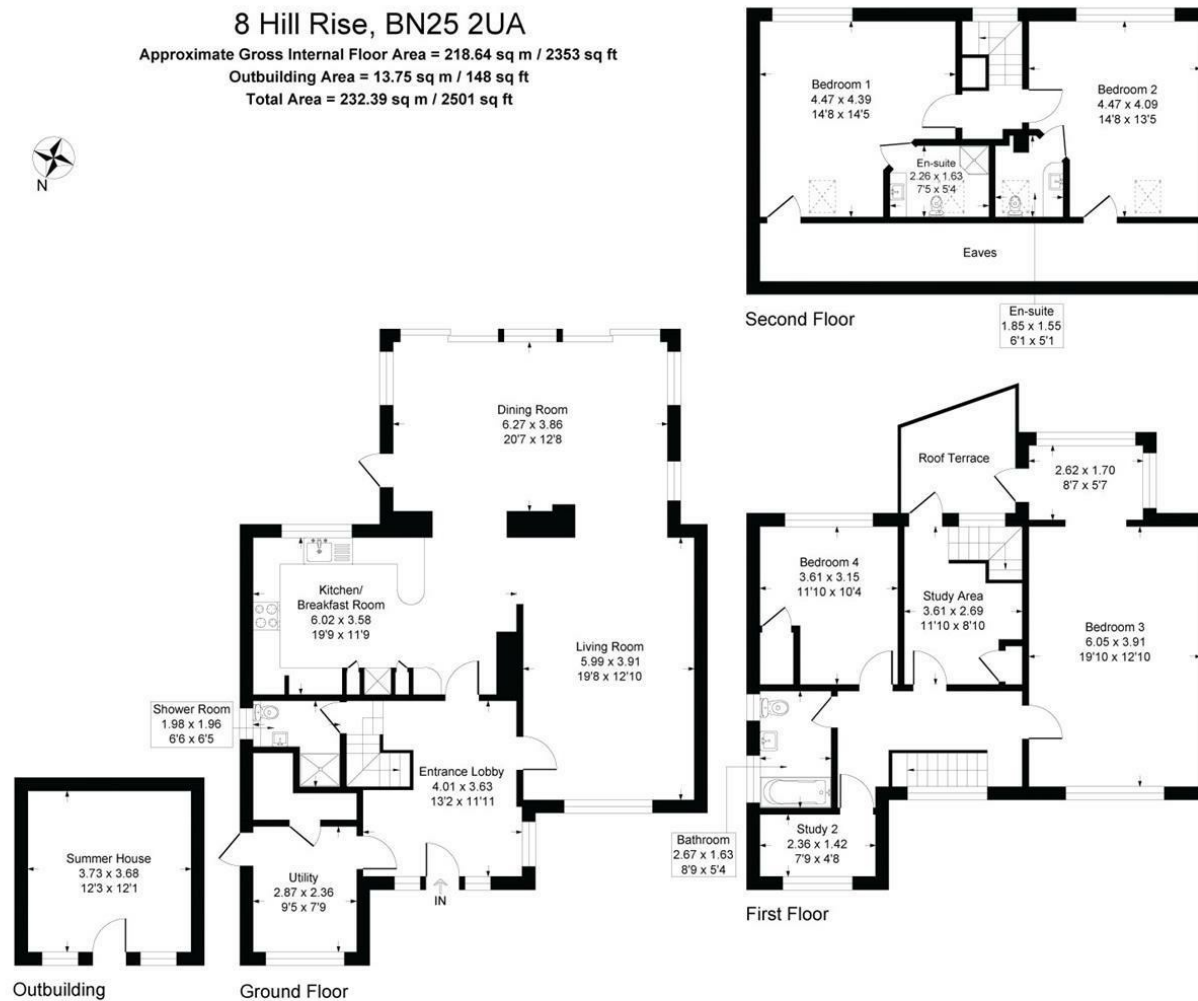 8 Hill Rise, BN25 2UA
Approximate Gross Internal Floor Area = 218.64 sq m / 2353 sq ft
Outbuilding Area = 13.75 sq m / 148 sq ft
Total Area = 232.39 sq m / 2501 sq ft
N
Bedroom 1
4.47 x 4.39
14'8 x 14'5
Bedroom 2
4.47 x 4.09
14'8 x 13'5
En-suite
2.26 x 1.63
7'5 x 5'4
Eaves
En-suite
1.85 x 1.55
6'1 x 5'1
Second Floor
Dining Room
6.27 x 3.86
20'7 x 12'8
Kitchen/
Breakfast Room
6.02 x 3.58
19'9 x 11'9
Living Room
5.99 x 3.91
19'8 x 12'10
Shower Room
1.98 x 1.96
6'6 x 6'5
Entrance Lobby
4.01 x 3.63
13'2 x 11'11
Utility
2.87 x 2.36
9'5 x 7'9
IN
Summer House
3.73 x 3.68
12'3 x 12'1
Outbuilding
Ground Floor
Roof Terrace
2.62 x 1.70
8'7 x 5'7
Bedroom 4
3.61 x 3.15
11'10 x 10'4
Study Area
3.61 x 2.69
11'10 x 8'10
Bedroom 3
6.05 x 3.91
19'10 x 12'10
Bathroom
2.67 x 1.63
8'9 x 5'4
Study 2
2.36 x 1.42
7'9 x 4'8
First Floor